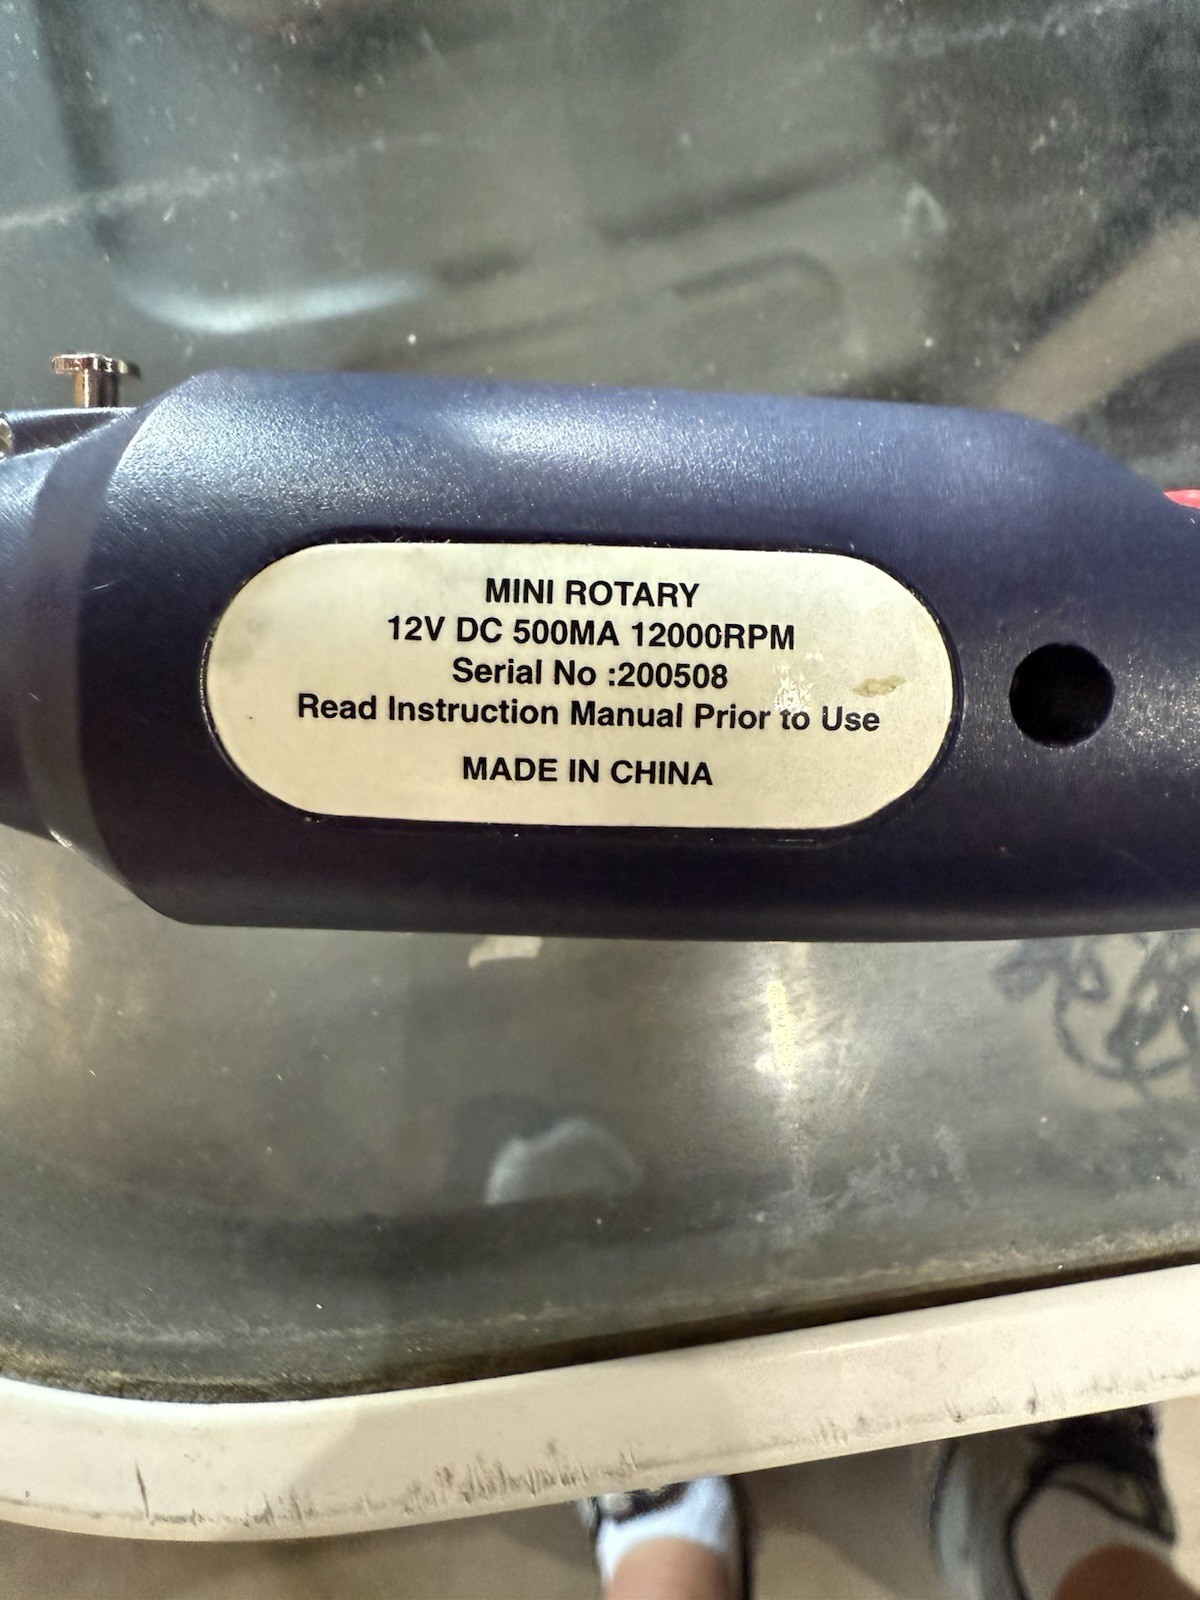 MINI ROTARY
12V DC 500MA 12000RPM
Serial No :200508
Read Instruction Manual Prior to Use
MADE IN CHINA